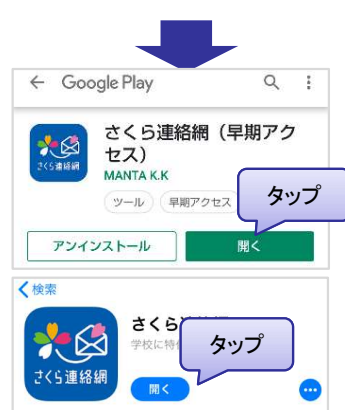 Google Play
さくら連絡網（早期アク
セス）
さくら連絡網
MANTA K.K
ツール 早期アクセス
タップ
アンインストール 開く
検索
さくら
学校に特
タップ
さくら連絡網
開く